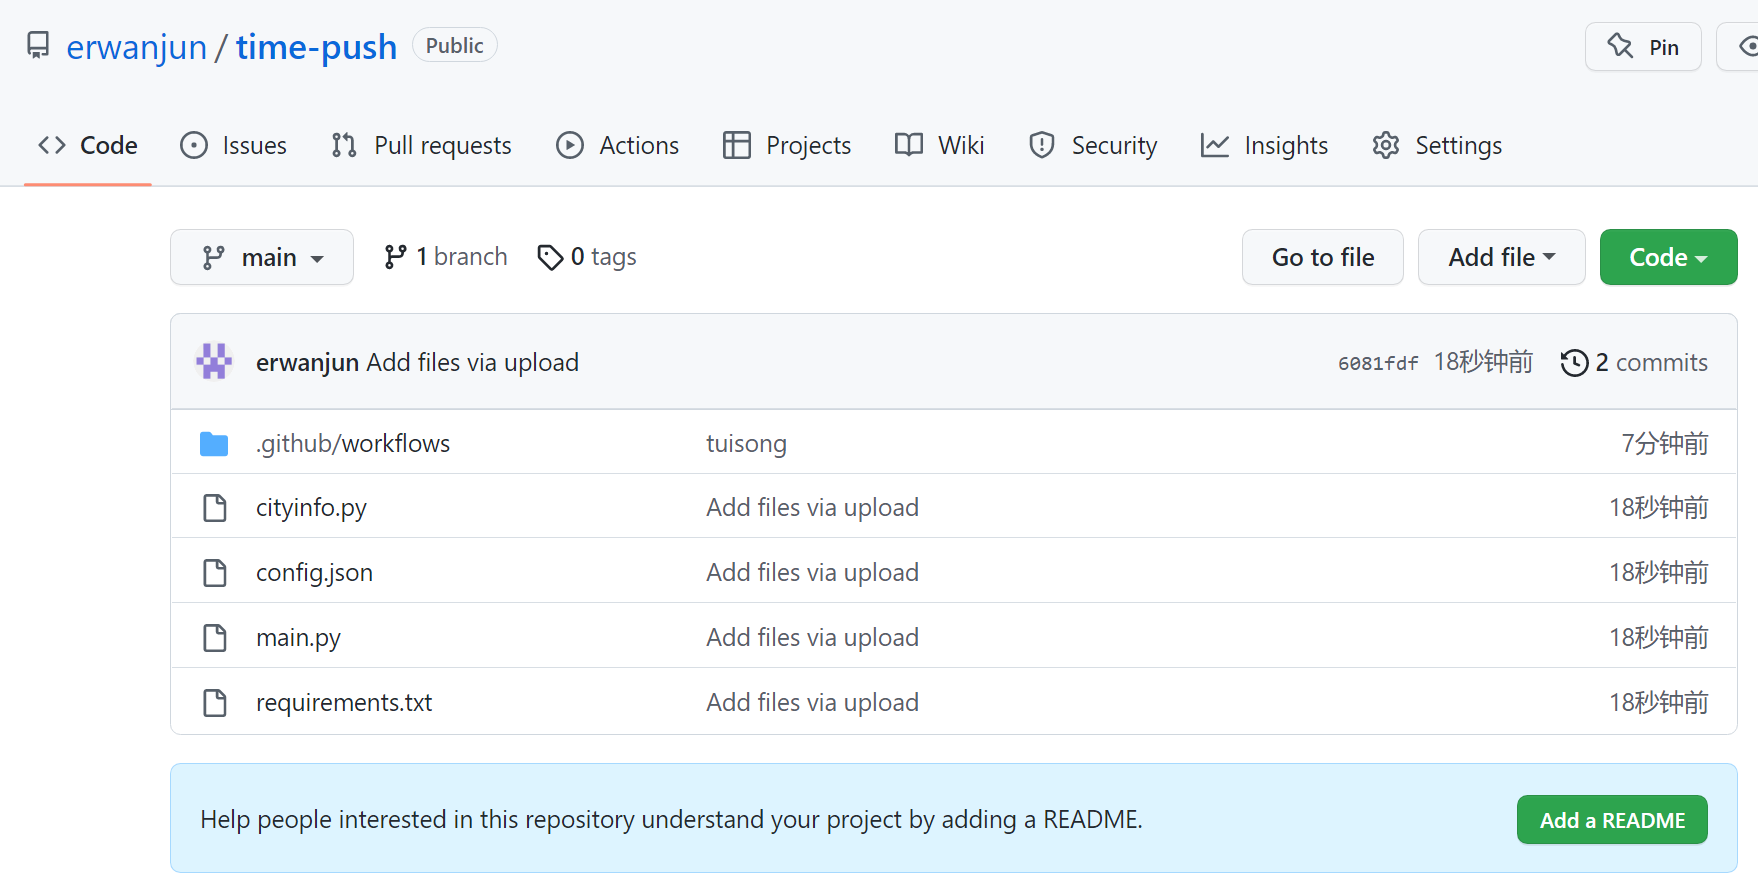 erwanjun / time-push Public Pin
Code Issues Pull requests Actions Projects Wiki Security Insights Settings
main 1 branch 0 tags Go to file Add file Code
erwanjun Add files via upload 6081fdf 18秒钟前 2 commits
.github/workflows tuisong 7分钟前
cityinfo.py Add files via upload 18秒钟前
config.json Add files via upload 18秒钟前
main.py Add files via upload 18秒钟前
requirements.txt Add files via upload 18秒钟前
Help people interested in this repository understand your project by adding a README. Add a README